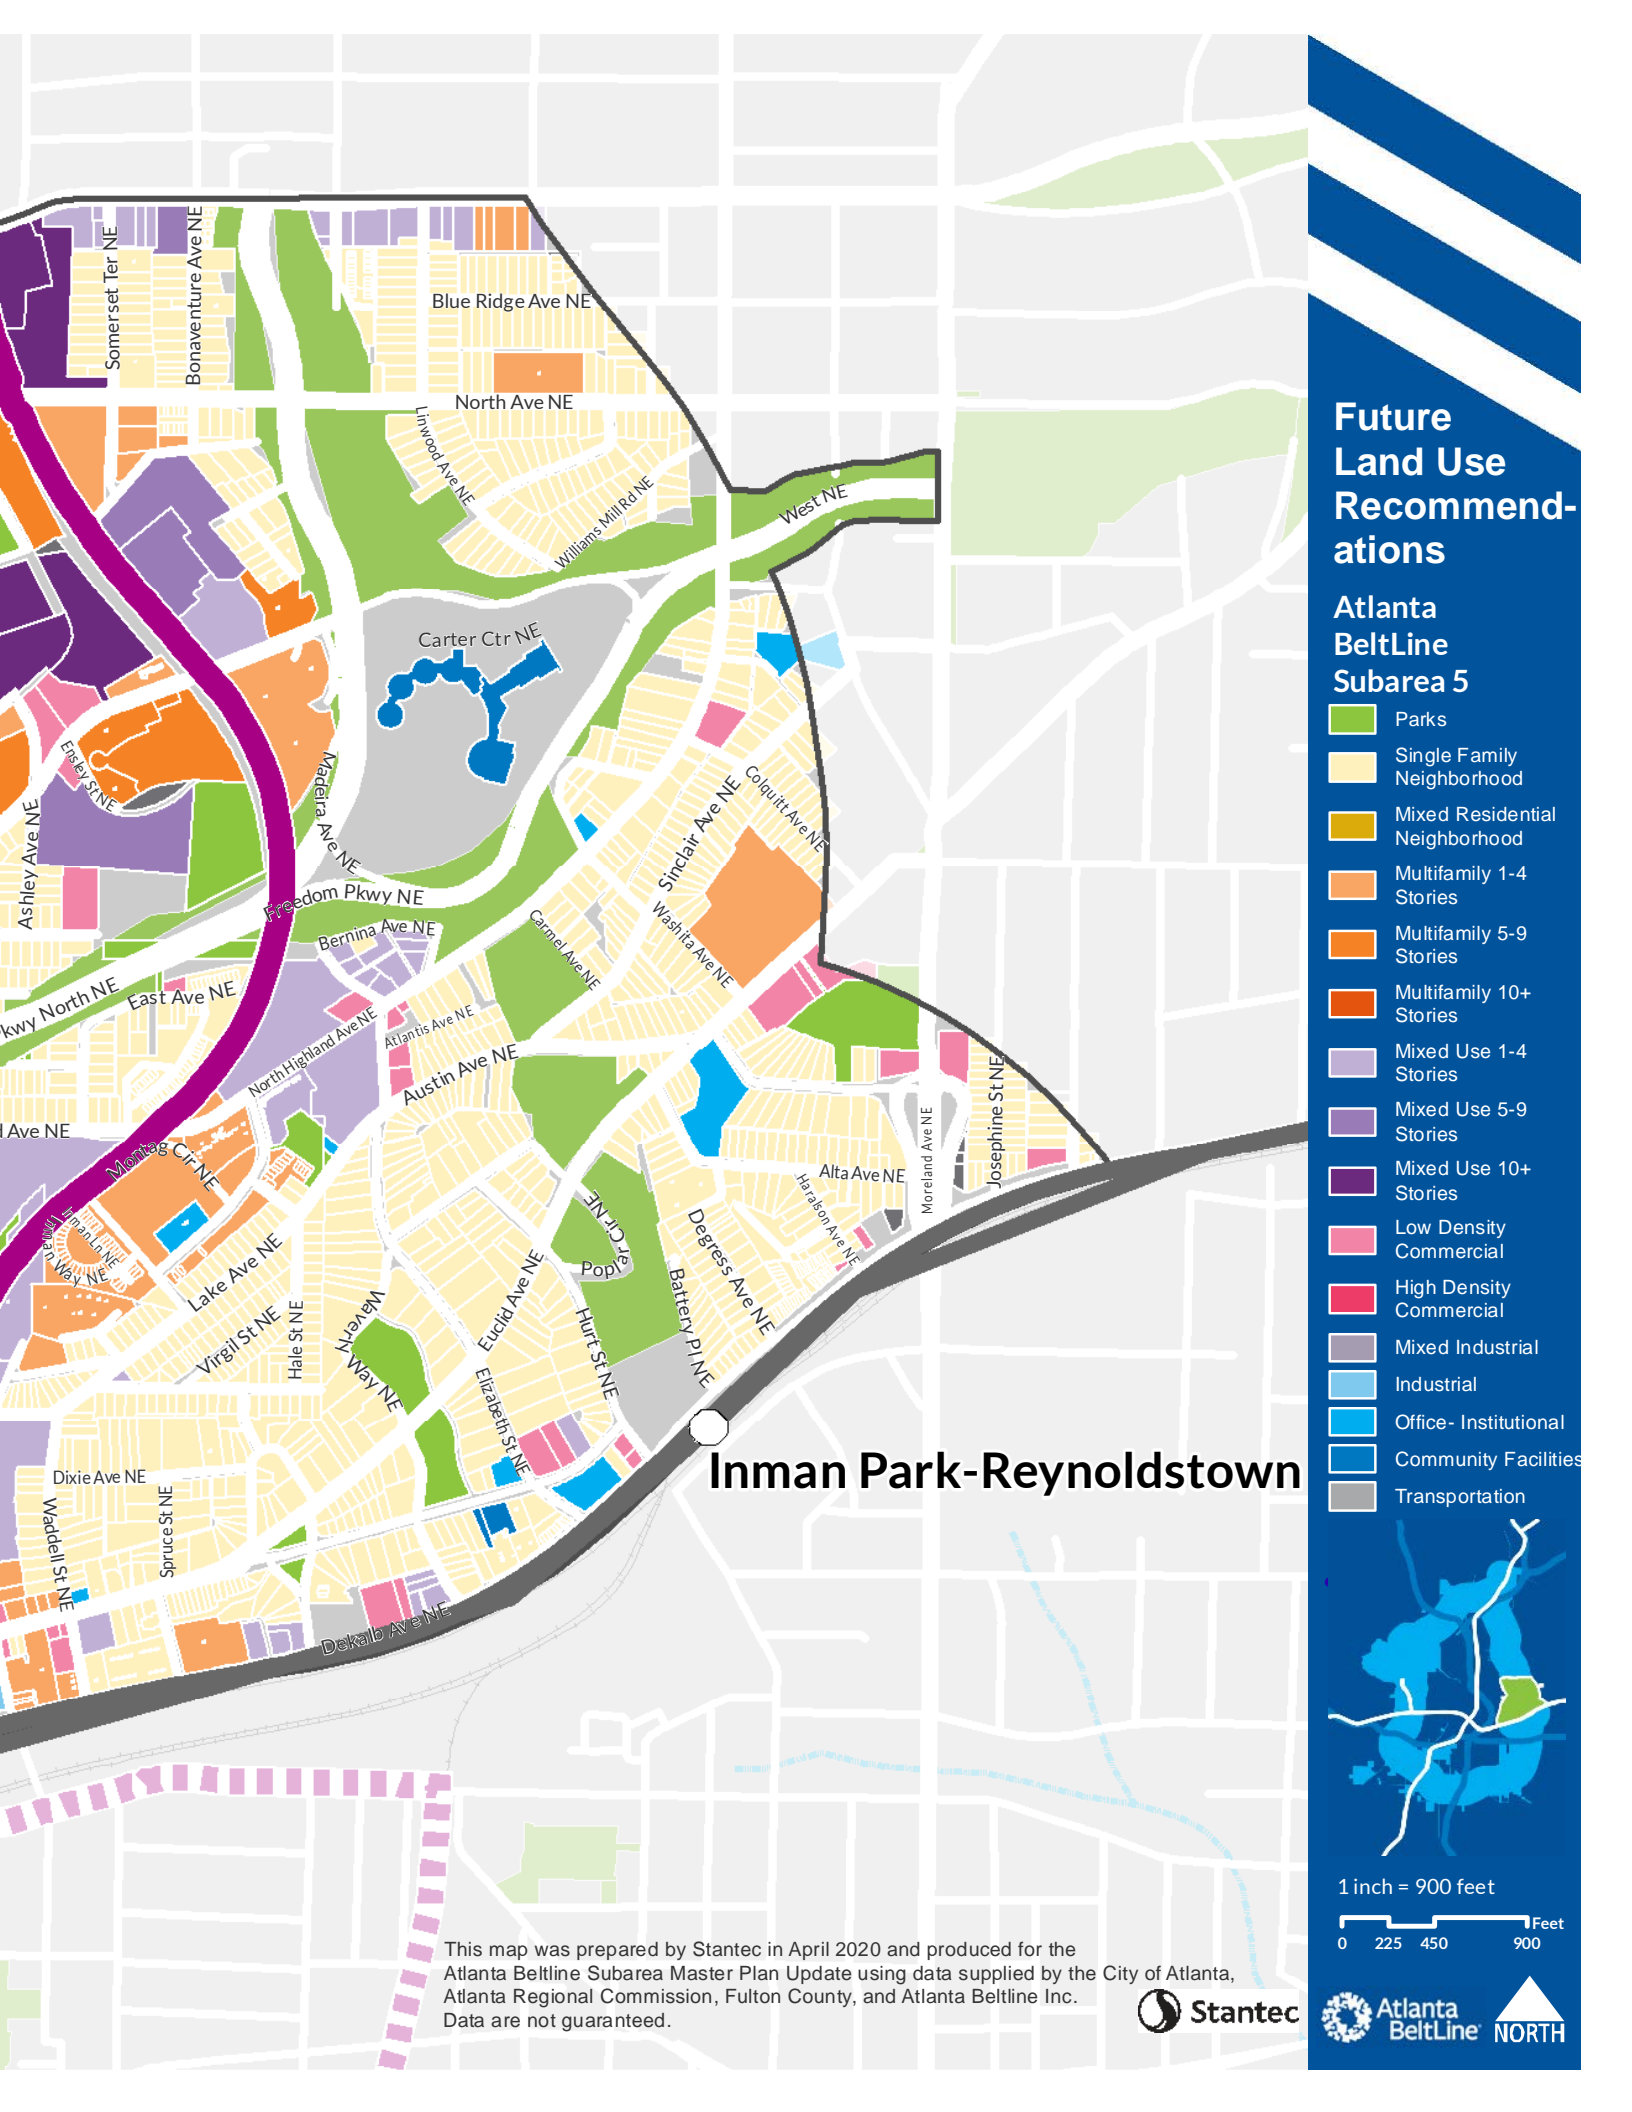 Somerset Ter NE
Bonaventure Ave NE
Blue Ridge Ave NE
North Ave NE
Linwood Ave NE
Williams Mill Rd NE
West NE
Carter Ctr NE
Ensley St NE
Ashley Ave NE
Madeira Ave NE
Sinclair Ave NE
Colquitt Ave NE
Freedom Pkwy NE
Bernina Ave NE
Carmel Ave NE
Washita Ave NE
kwy North NE
East Ave NE
North Highland Ave NE
Atlantis Ave NE
Austin Ave NE
d Ave NE
Montag Cir NE
Josephine St NE
Moreland Ave NE
Alta Ave NE
Haralson Ave NE
Inman Ln NE
Inman Way NE
Lake Ave NE
Poplar Cir NE
Degress Ave NE
Battery Pl NE
Virgil St NE
Hale St NE
Waverly Way NE
Euclid Ave NE
Hurt St NE
Elizabeth St NE
Inman Park-Reynoldstown
Dixie Ave NE
Waddell St NE
Spruce St NE
Dekalb Ave NE
This map was prepared by Stantec in April 2020 and produced for the
Atlanta Beltline Subarea Master Plan Update using data supplied by the City of Atlanta,
Atlanta Regional Commission, Fulton County, and Atlanta Beltline Inc.
Data are not guaranteed.
Stantec
Future
Land Use
Recommend-
ations
Atlanta
BeltLine
Subarea 5
Parks
Single Family
Neighborhood
Mixed Residential
Neighborhood
Multifamily 1-4
Stories
Multifamily 5-9
Stories
Multifamily 10+
Stories
Mixed Use 1-4
Stories
Mixed Use 5-9
Stories
Mixed Use 10+
Stories
Low Density
Commercial
High Density
Commercial
Mixed Industrial
Industrial
Office- Institutional
Community Facilities
Transportation
1 inch = 900 feet
Feet
0 225 450 900
Atlanta
BeltLine
NORTH